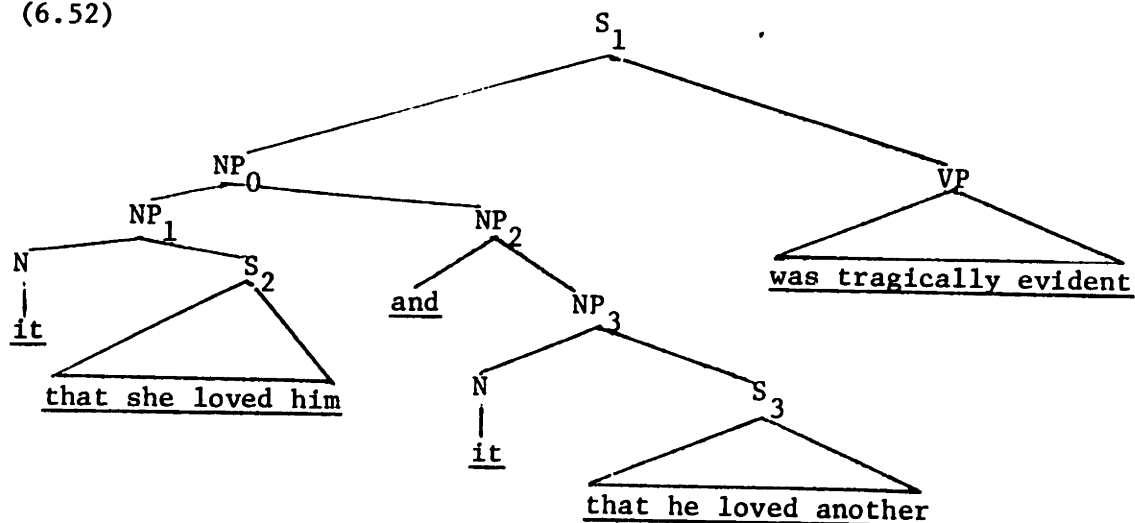 (6.52)
S1
NP0
VP
NP1
NP2
N
S2
was tragically evident
and
NP3
it
that she loved him
N
S3
it
that he loved another